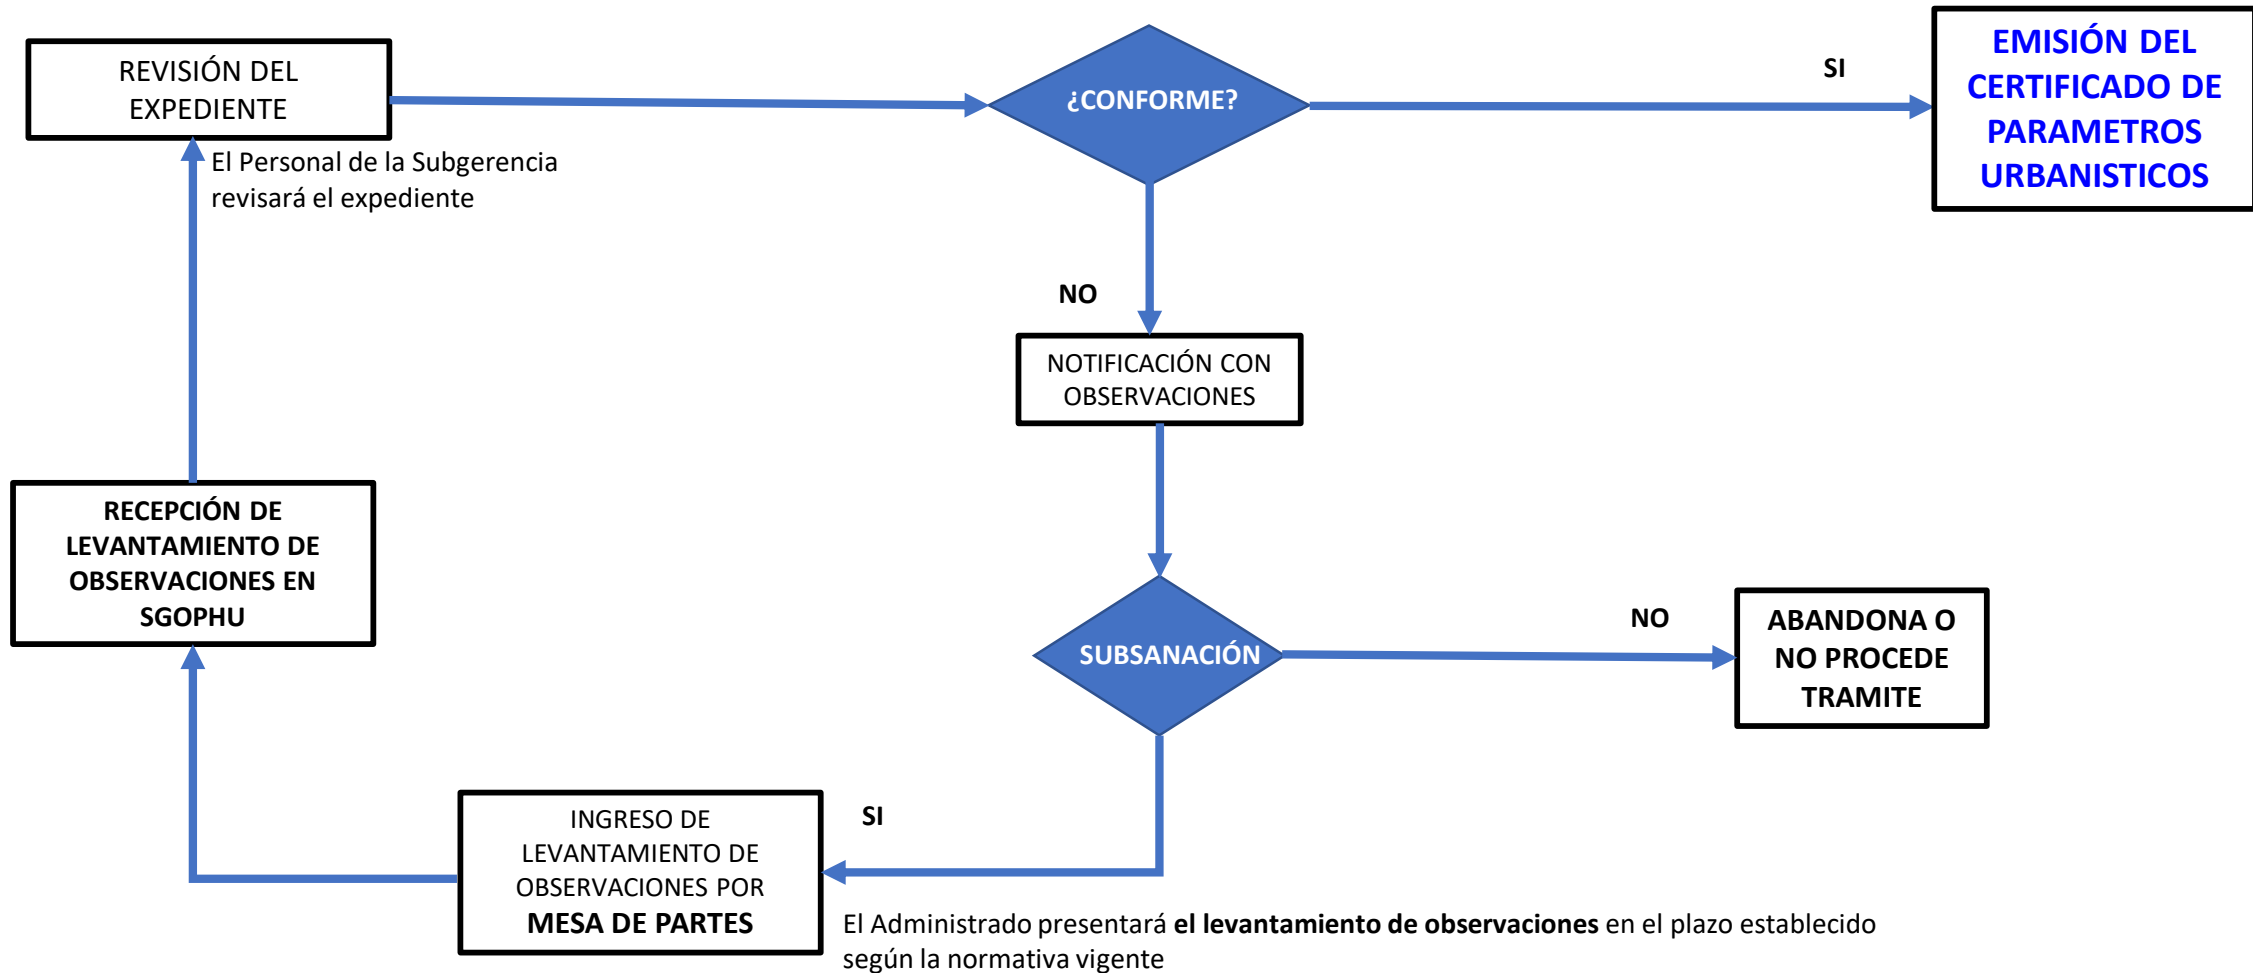 REVISIÓN DEL
EXPEDIENTE
El Personal de la Subgerencia
revisará el expediente
¿CONFORME?
SI
EMISIÓN DEL
CERTIFICADO DE
PARAMETROS
URBANISTICOS
NO
NOTIFICACIÓN CON
OBSERVACIONES
SUBSANACIÓN
NO
ABANDONA O
NO PROCEDE
TRAMITE
SI
INGRESO DE
LEVANTAMIENTO DE
OBSERVACIONES POR
MESA DE PARTES
El Administrado presentará el levantamiento de observaciones en el plazo establecido
según la normativa vigente
RECEPCIÓN DE
LEVANTAMIENTO DE
OBSERVACIONES EN
SGOPHU